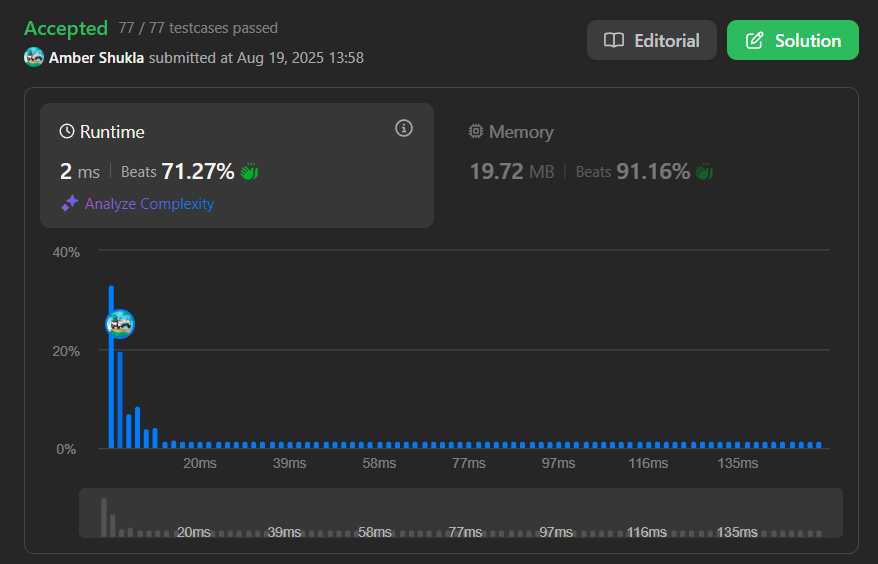 Accepted 77 / 77 testcases passed
Amber Shukla submitted at Aug 19, 2025 13:58
Editorial
Solution
Runtime
2 ms | Beats 71.27%
Analyze Complexity
Memory
19.72 MB | Beats 91.16%
40%
20%
0%
20ms 39ms 58ms 77ms 97ms 116ms 135ms
20ms 39ms 58ms 77ms 97ms 116ms 135ms